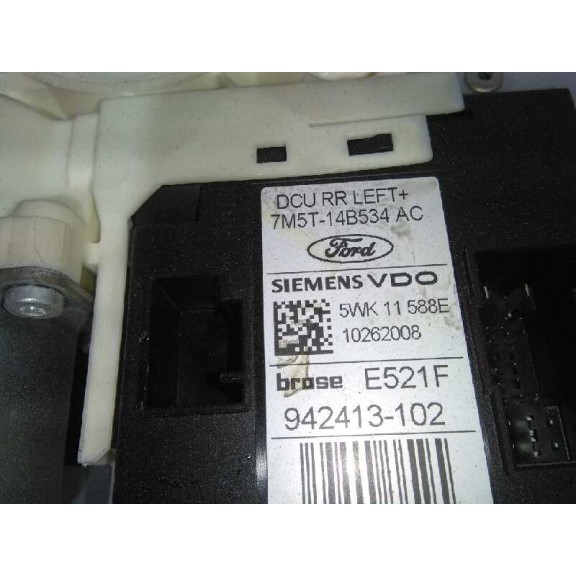 DCU RR LEFT+
7M5T-14B534 AC
Ford
SIEMENS VDO
5WK 11 588E
10262008
brose E521F
942413-102